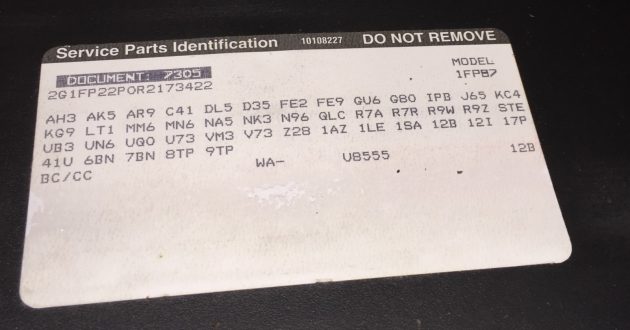 Service Parts Identification 10108227 DO NOT REMOVE
DOCUMENT: 7305 MODEL
2G1FP22P0R2173422 1FP87
AH3 AK5 AR9 C41 DL5 D35 FE2 FE9 GU6 G80 IPB J65 KC4
KG9 LT1 MM6 MN6 NA5 NK3 N96 QLC R7A R7R R9W R9Z STE
UB3 UN6 UQ0 U73 VM3 V73 Z28 1AZ 1LE 1SA 12B 12I 17P
41U 6BN 7BN 8TP 9TP
BC/CC WA- U8555 12B